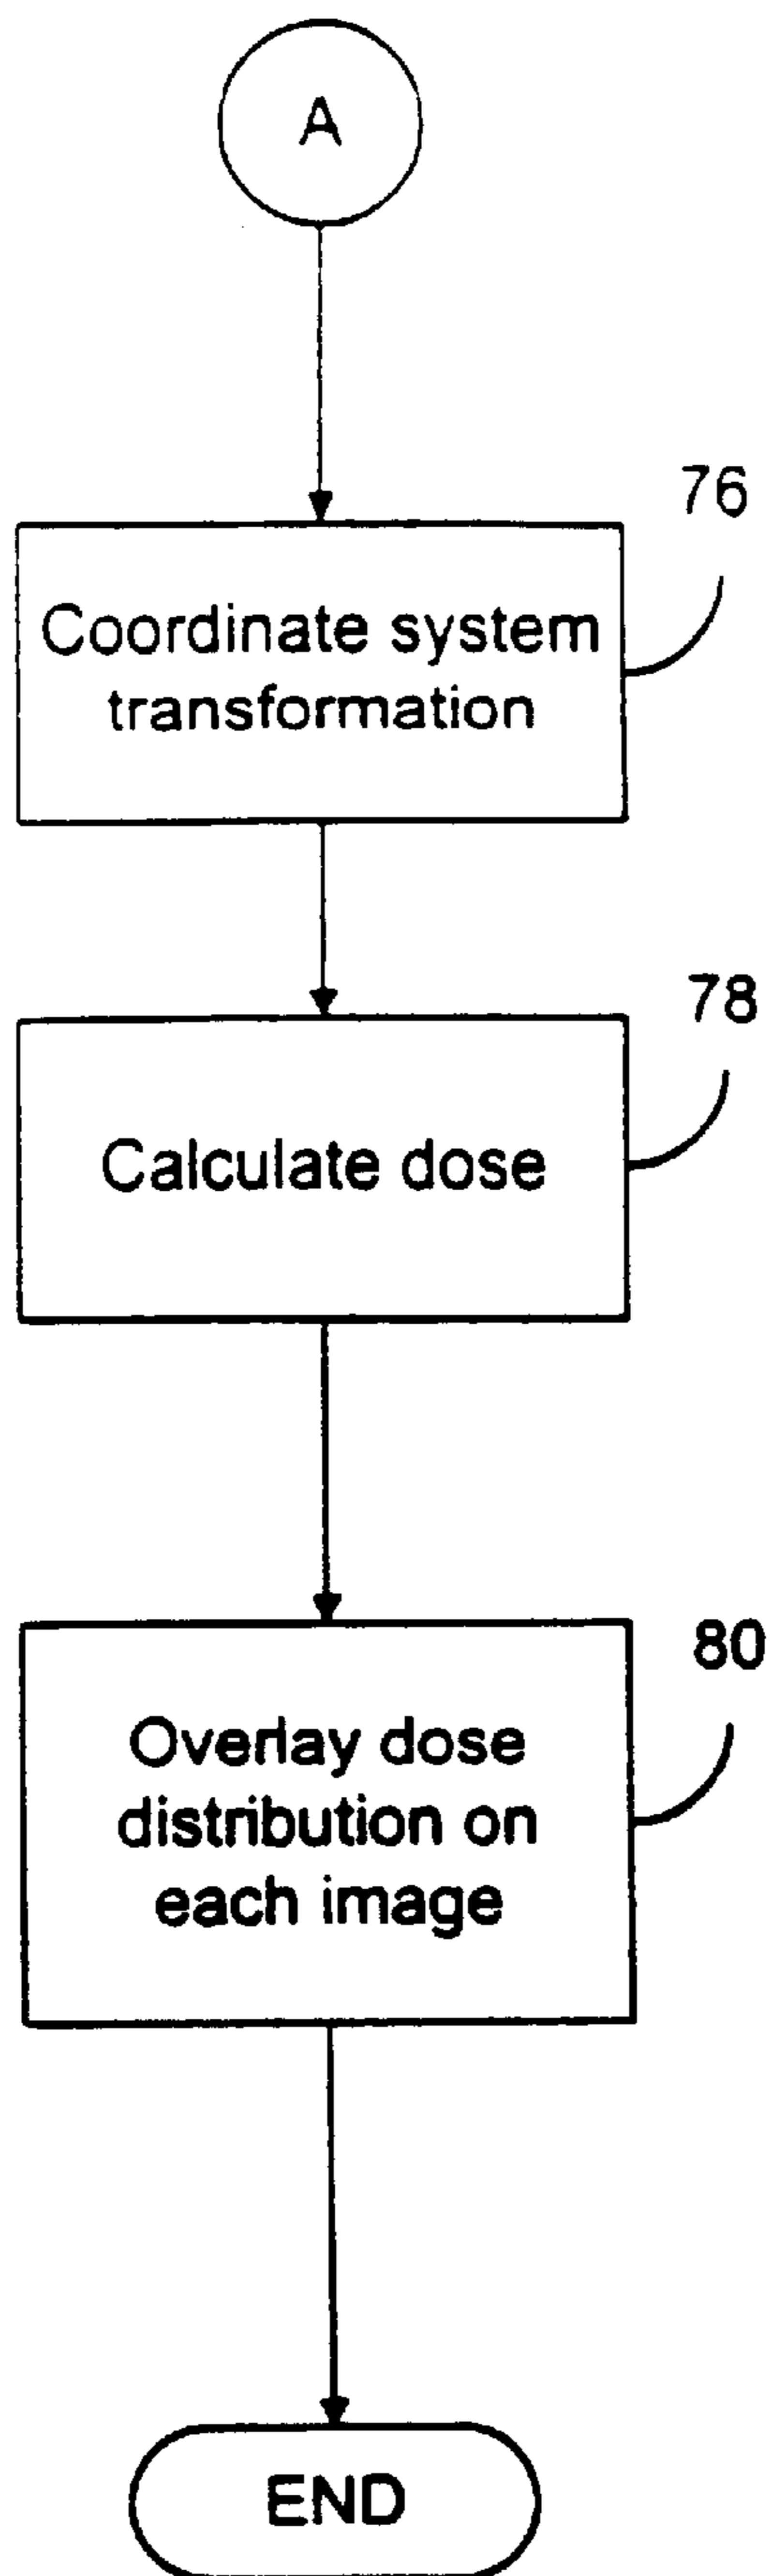 A
76
Coordinate system
transformation
78
Calculate dose
80
Overlay dose
distribution on
each image
END